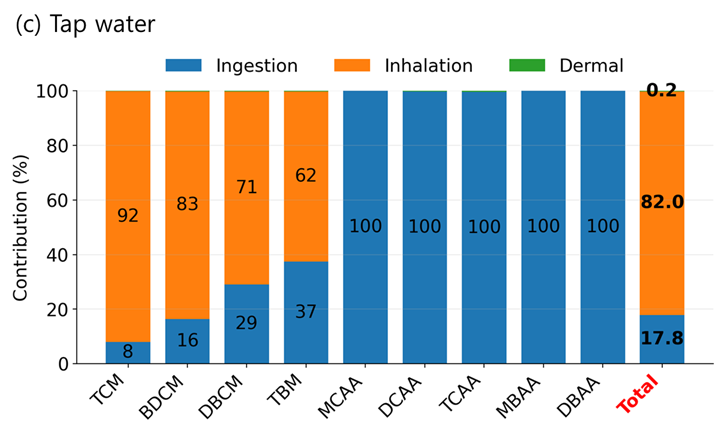 (c) Tap water
Ingestion Inhalation Dermal
Contribution (%)
100
80
60
40
20
0
92 83 71 62 100 100 100 100 100 0.2
82.0
8 16 29 37 17.8
TCM BDCM DBCM TBM MCAA DCAA TCAA MBAA DBAA Total